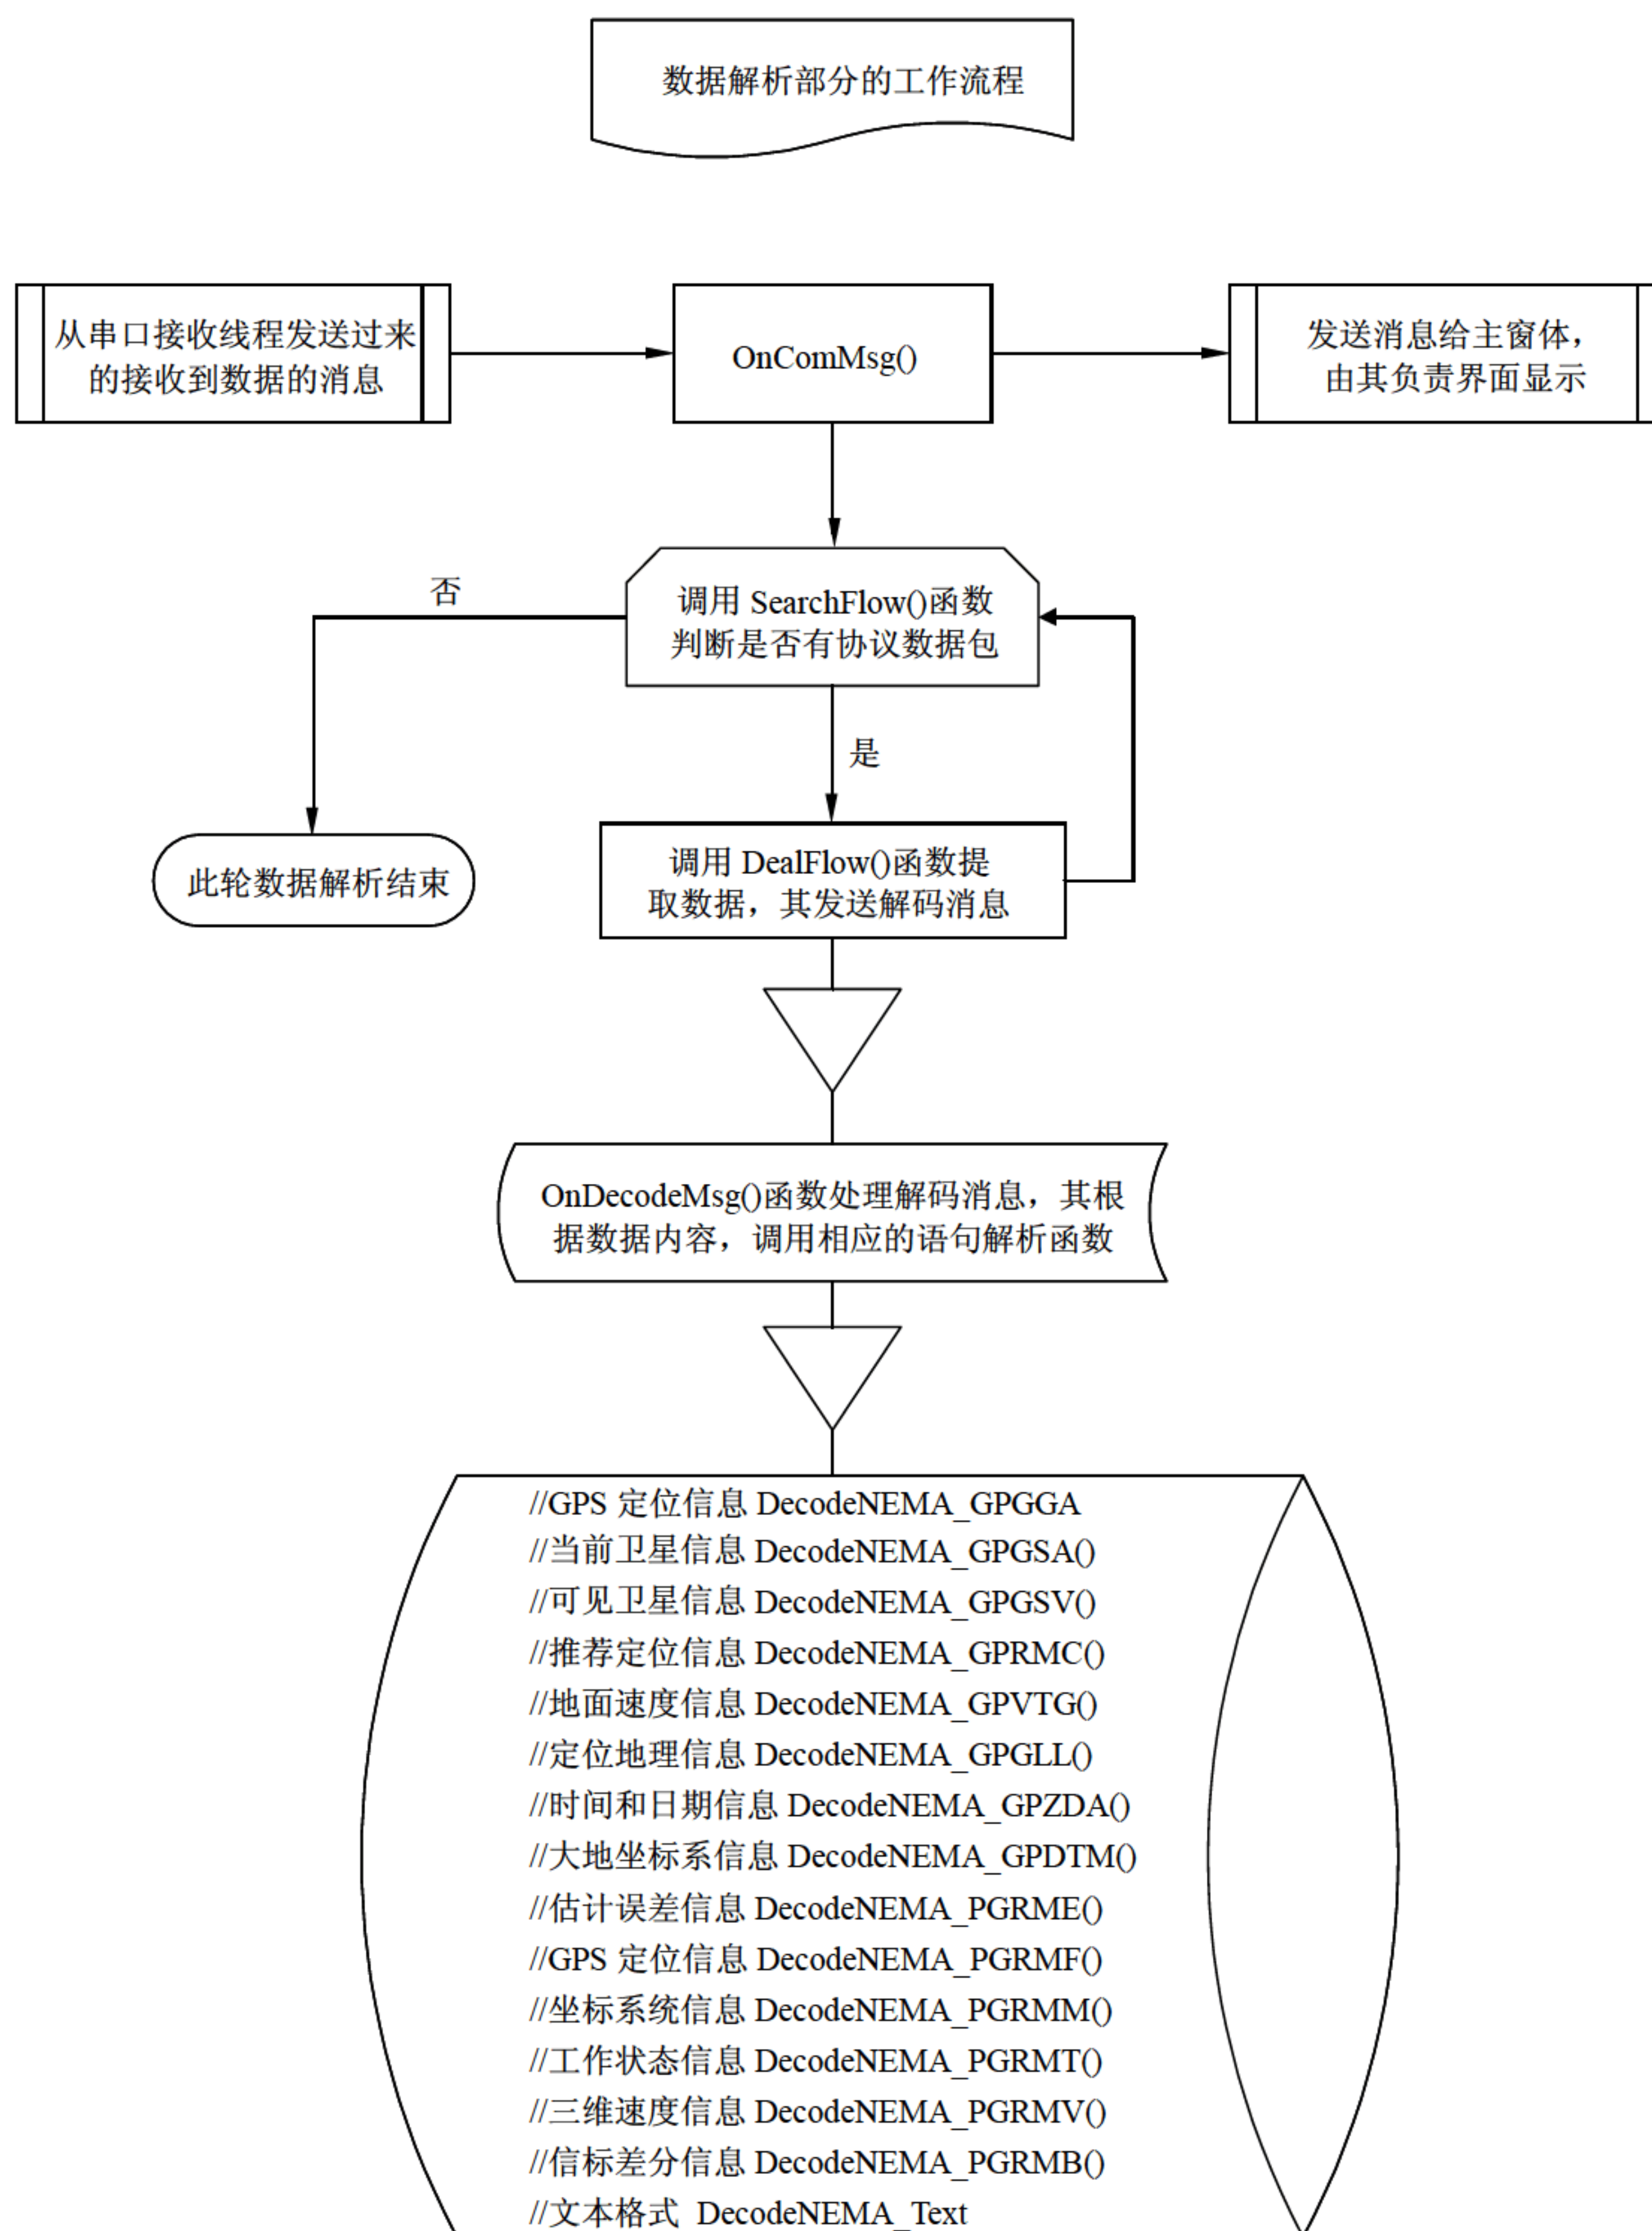 数据解析部分的工作流程
从串口接收线程发送过来
的接收到数据的消息
OnComMsg()
发送消息给主窗体，
由其负责界面显示
否
调用 SearchFlow()函数
判断是否有协议数据包
是
此轮数据解析结束
调用 DealFlow()函数提
取数据，其发送解码消息
OnDecodeMsg()函数处理解码消息，其根
据数据内容，调用相应的语句解析函数
//GPS 定位信息 DecodeNEMA_GPGGA
//当前卫星信息 DecodeNEMA_GPGSA()
//可见卫星信息 DecodeNEMA_GPGSV()
//推荐定位信息 DecodeNEMA_GPRMC()
//地面速度信息 DecodeNEMA_GPVTG()
//定位地理信息 DecodeNEMA_GPGLL()
//时间和日期信息 DecodeNEMA_GPZDA()
//大地坐标系信息 DecodeNEMA_GPDTM()
//估计误差信息 DecodeNEMA_PGRME()
//GPS 定位信息 DecodeNEMA_PGRMF()
//坐标系统信息 DecodeNEMA_PGRMM()
//工作状态信息 DecodeNEMA_PGRMT()
//三维速度信息 DecodeNEMA_PGRMV()
//信标差分信息 DecodeNEMA_PGRMB()
//文本格式 DecodeNEMA_Text